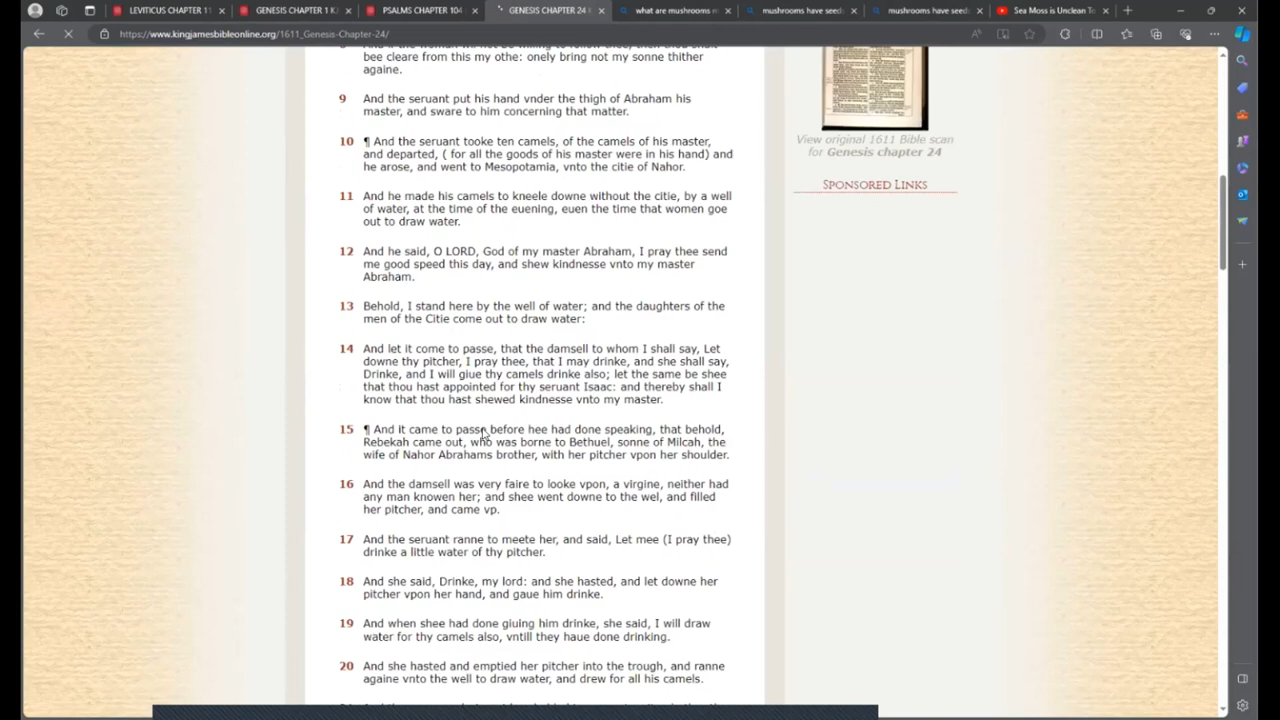 LEVITICUS CHAPTER 11
GENESIS CHAPTER 1 KJ
PSALMS CHAPTER 104
GENESIS CHAPTER 24 K
what are mushrooms m
mushrooms have seed
mushrooms have seed
Sea Moss is Unclean T
https://www.kingjamesbibleonline.org/1611_Genesis-Chapter-24/
bee cleare from this my othe: onely bring not my sonne thither
againe.
9 And the seruant put his hand vnder the thigh of Abraham his
master, and sware to him concerning that matter.
10 ¶ And the seruant tooke ten camels, of the camels of his master,
and departed, ( for all the goods of his master were in his hand) and
he arose, and went to Mesopotamia, vnto the citie of Nahor.
11 And he made his camels to kneele downe without the citie, by a well
of water, at the time of the euening, euen the time that women goe
out to draw water.
12 And he said, O LORD, God of my master Abraham, I pray thee send
me good speed this day, and shew kindnesse vnto my master
Abraham.
13 Behold, I stand here by the well of water; and the daughters of the
men of the Citie come out to draw water:
14 And let it come to passe, that the damsell to whom I shall say, Let
downe thy pitcher, I pray thee, that I may drinke, and she shall say,
Drinke, and I will giue thy camels drinke also; let the same be shee
that thou hast appointed for thy seruant Isaac: and thereby shall I
know that thou hast shewed kindnesse vnto my master.
15 ¶ And it came to passe before hee had done speaking, that behold,
Rebekah came out, who was borne to Bethuel, sonne of Milcah, the
wife of Nahor Abrahams brother, with her pitcher vpon her shoulder.
16 And the damsell was very faire to looke vpon, a virgine, neither had
any man knowen her; and shee went downe to the wel, and filled
her pitcher, and came vp.
17 And the seruant ranne to meete her, and said, Let mee (I pray thee)
drinke a little water of thy pitcher.
18 And she said, Drinke, my lord: and she hasted, and let downe her
pitcher vpon her hand, and gaue him drinke.
19 And when shee had done giuing him drinke, she said, I will draw
water for thy camels also, vntill they haue done drinking.
20 And she hasted and emptied her pitcher into the trough, and ranne
againe vnto the well to draw water, and drew for all his camels.
View original 1611 Bible scan
for Genesis chapter 24
SPONSORED LINKS